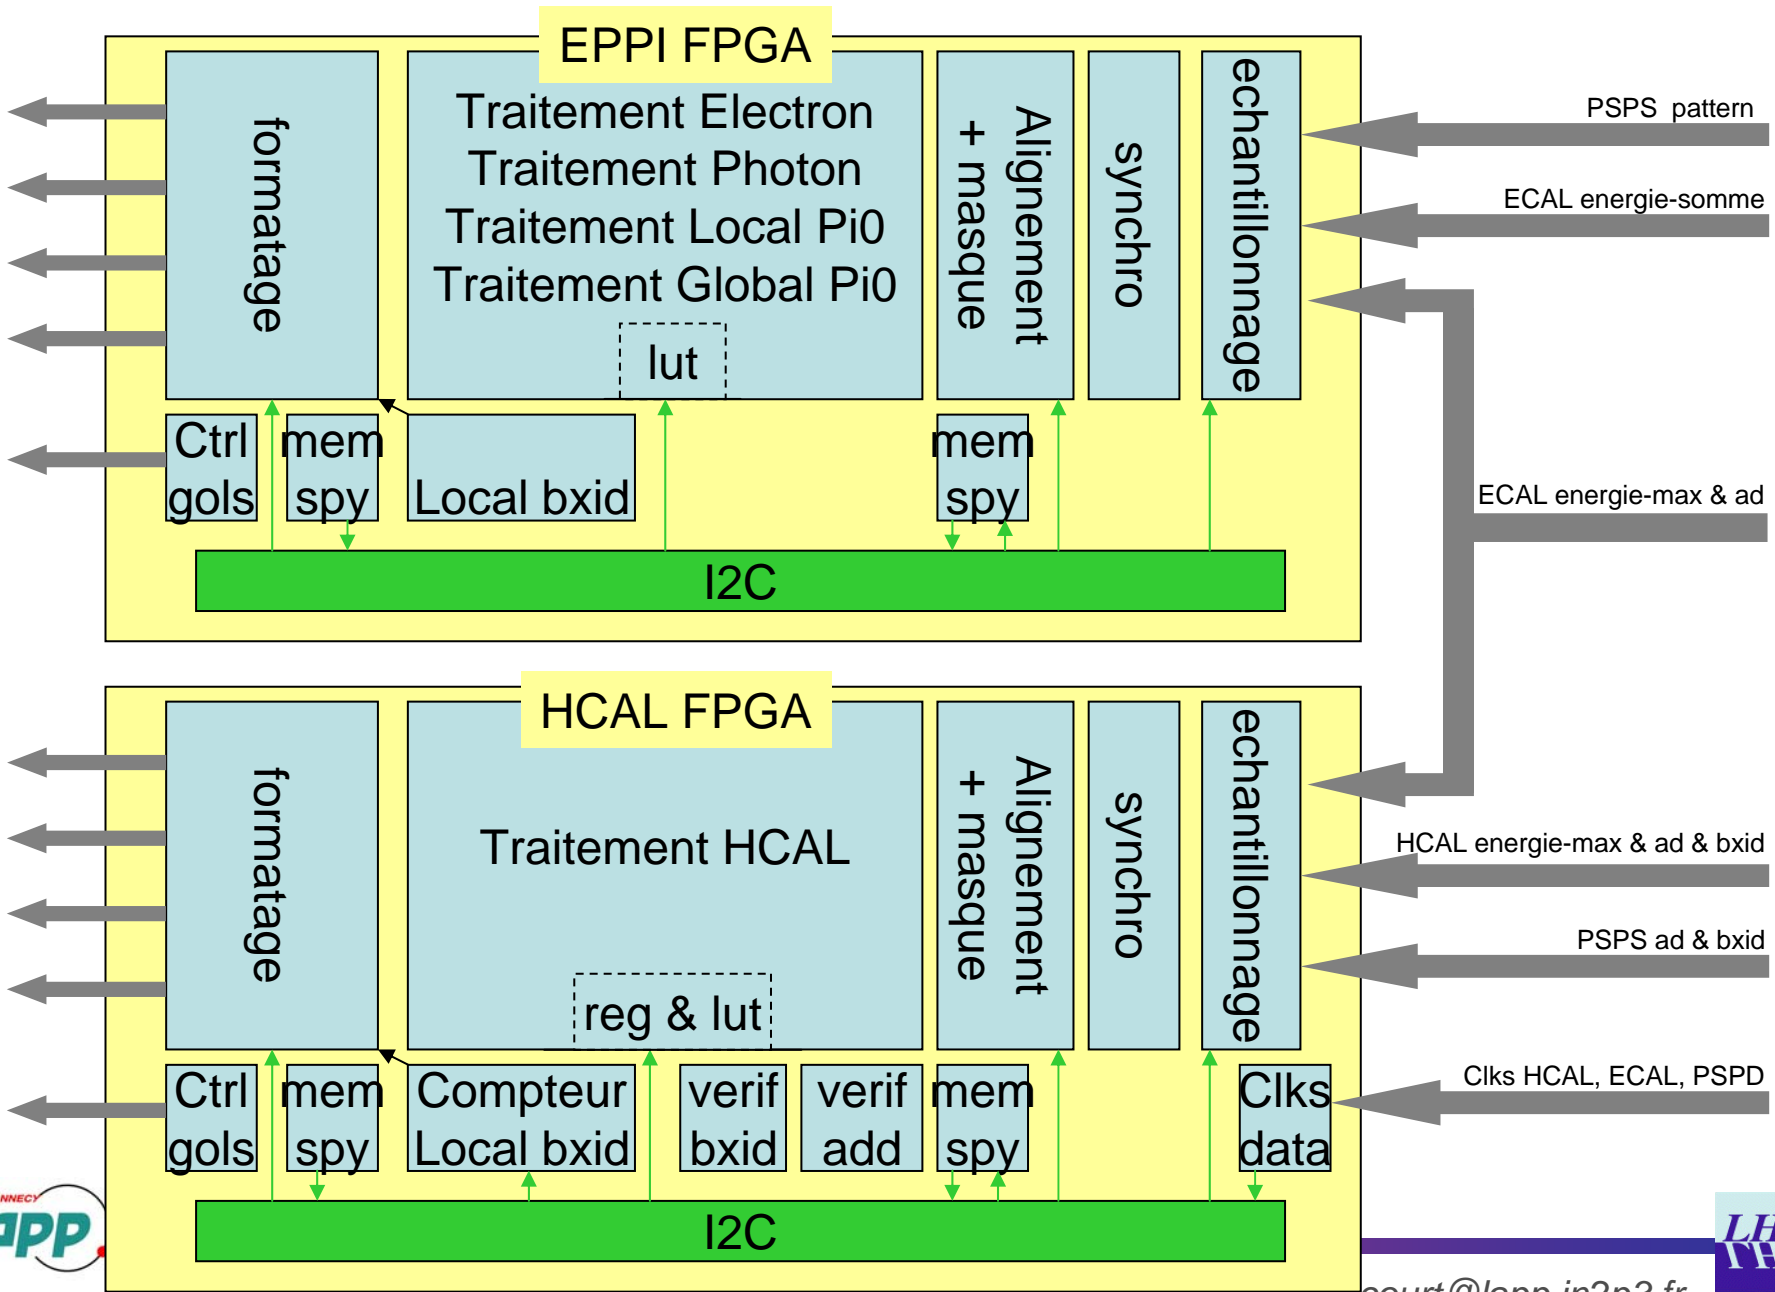 EPPI FPGA
formatage
Traitement Electron
Traitement Photon
Traitement Local Pi0
Traitement Global Pi0
lut
Alignement
+ masque
synchro
echantillonnage
PSPS pattern
ECAL energie-somme
ECAL energie-max & ad
Ctrl
gols
mem
spy
Local bxid
mem
spy
I2C
HCAL FPGA
formatage
Traitement HCAL
reg & lut
Alignement
+ masque
synchro
echantillonnage
HCAL energie-max & ad & bxid
PSPS ad & bxid
Clks HCAL, ECAL, PSPD
Ctrl
gols
mem
spy
Compteur
Local bxid
verif
bxid
verif
add
mem
spy
Clks
data
I2C